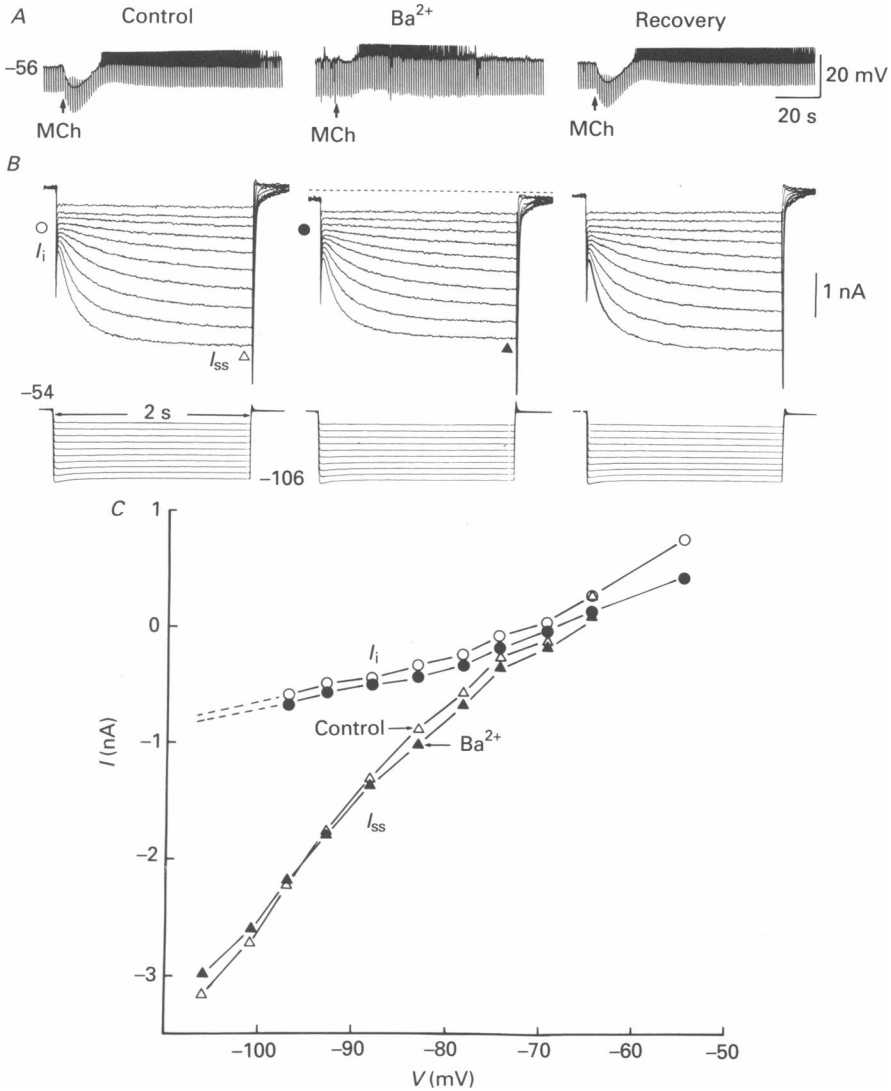 A Control Ba²⁺ Recovery
–56
MCh MCh MCh
20 mV
20 s
B
Iᵢ
1 nA
Iₛₛ
–54
2 s
–106
C
1
0
–1
–2
–3
I (nA)
Iᵢ
Control
Ba²⁺
Iₛₛ
–100 –90 –80 –70 –60 –50
V (mV)